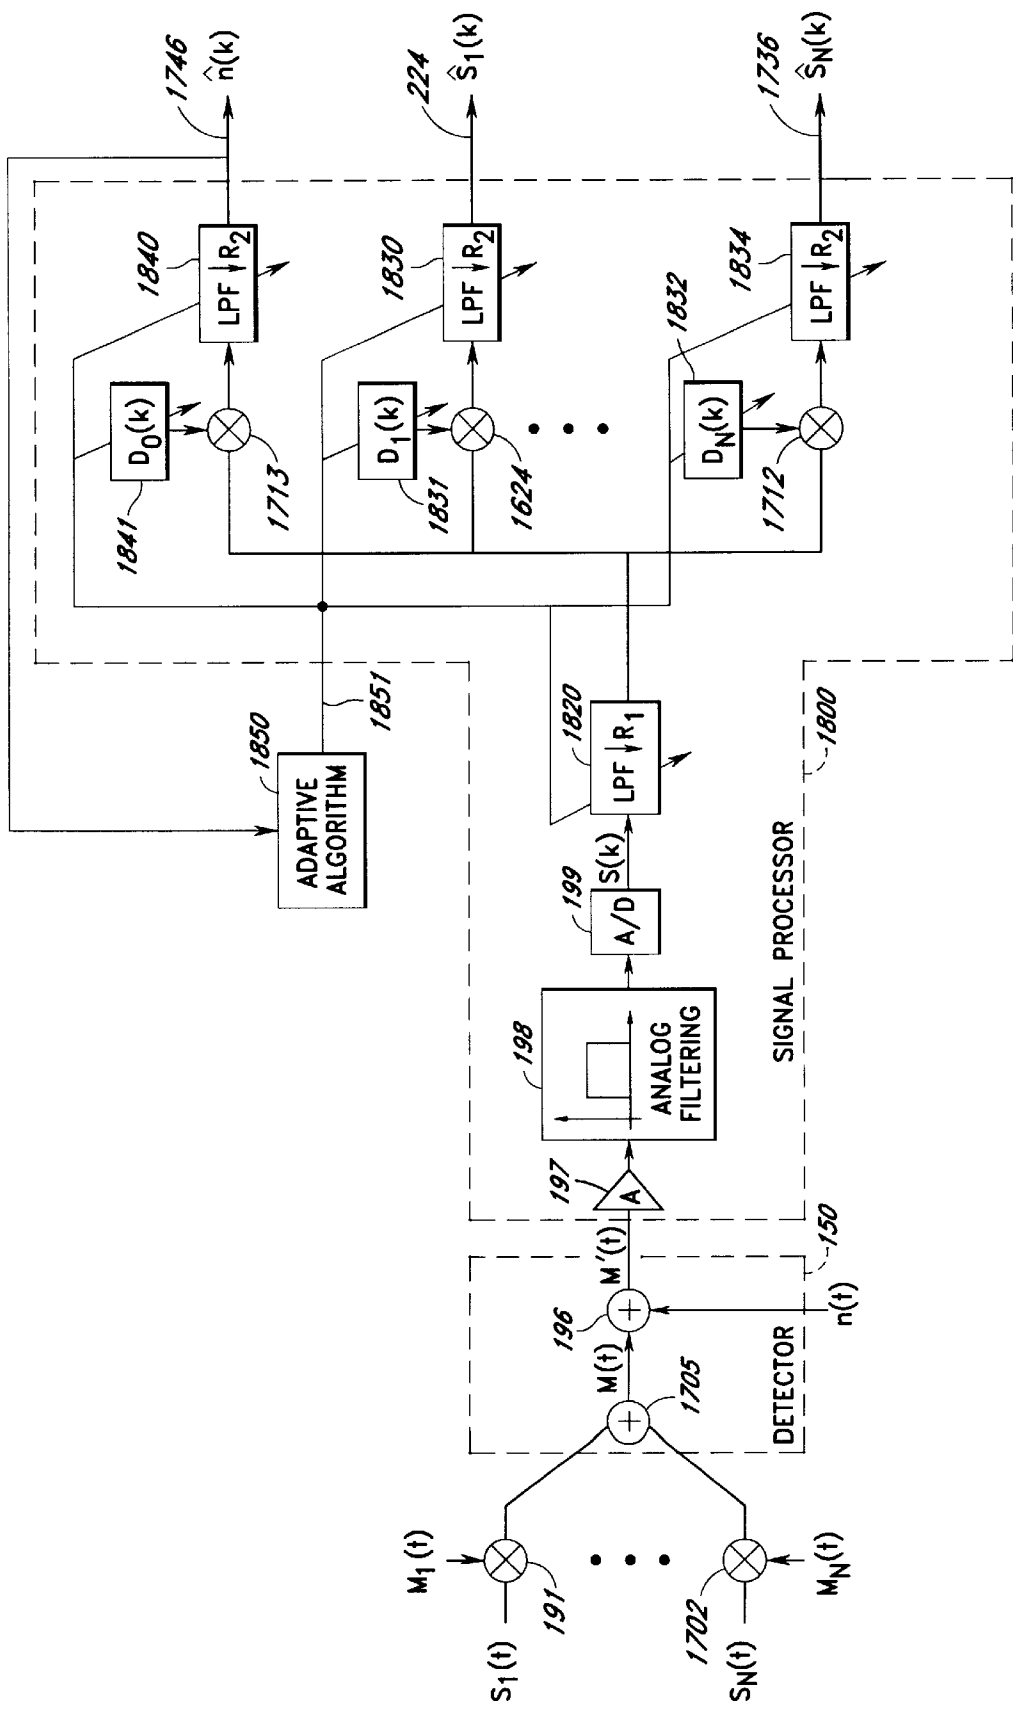 1746
n̂(k)
224
Ŝ1(k)
1736
ŜN(k)
1840
LPF ↓ R2
1830
LPF ↓ R2
1834
LPF ↓ R2
1841
D0(k)
1713
1831
D1(k)
1624
1832
DN(k)
1712
1850
ADAPTIVE
ALGORITHM
1851
1820
LPF ↓ R1
S(k)
199
A/D
198
ANALOG
FILTERING
197
A
SIGNAL PROCESSOR
1800
M'(t)
196
M(t)
1705
n(t)
150
DETECTOR
M1(t)
S1(t)
191
MN(t)
SN(t)
1702